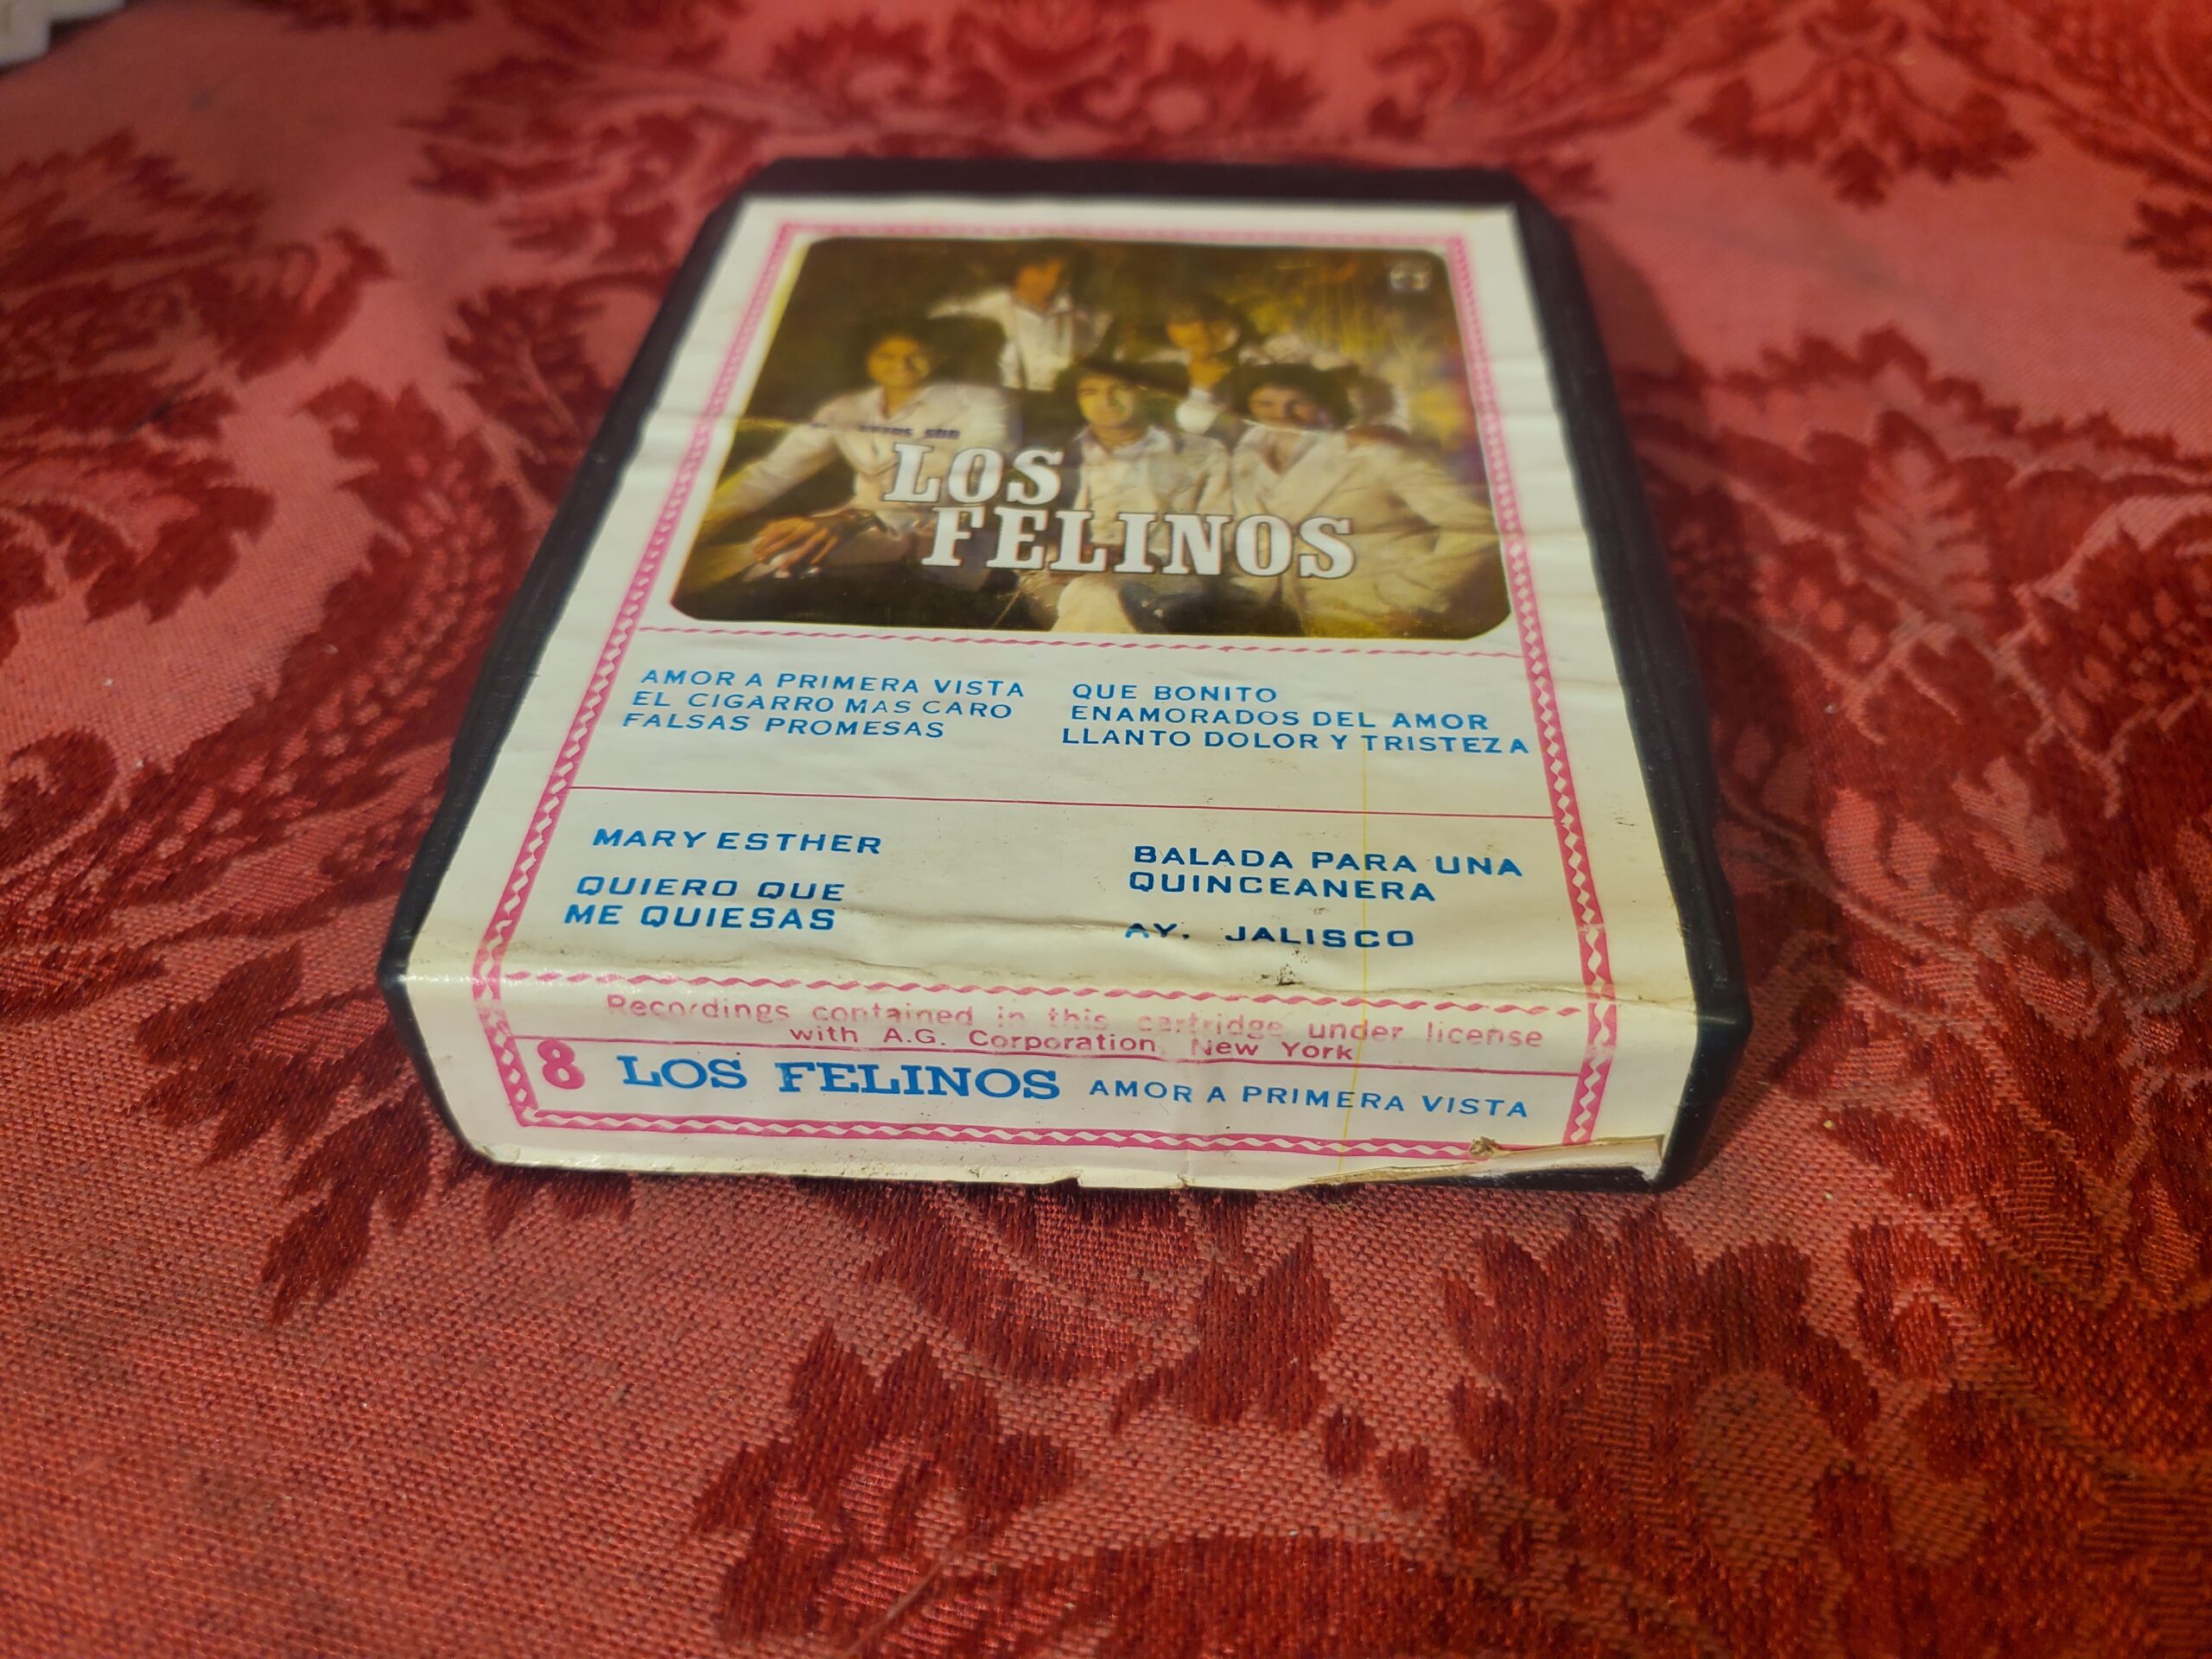 SON
LOS
FELINOS
AMOR A PRIMERA VISTA
EL CIGARRO MAS CARO
FALSAS PROMESAS
QUE BONITO
ENAMORADOS DEL AMOR
LLANTO DOLOR Y TRISTEZA
MARY ESTHER
QUIERO QUE
ME QUIESAS
BALADA PARA UNA
QUINCEANERA
AY, JALISCO
Recordings contained in this cartridge under license
with A.G. Corporation, New York
8 LOS FELINOS AMOR A PRIMERA VISTA